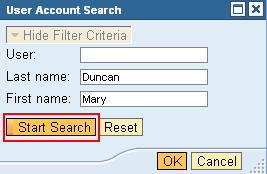 User Account Search
Hide Filter Criteria
User:
Last name: Duncan
First name: Mary
Start Search Reset
OK Cancel